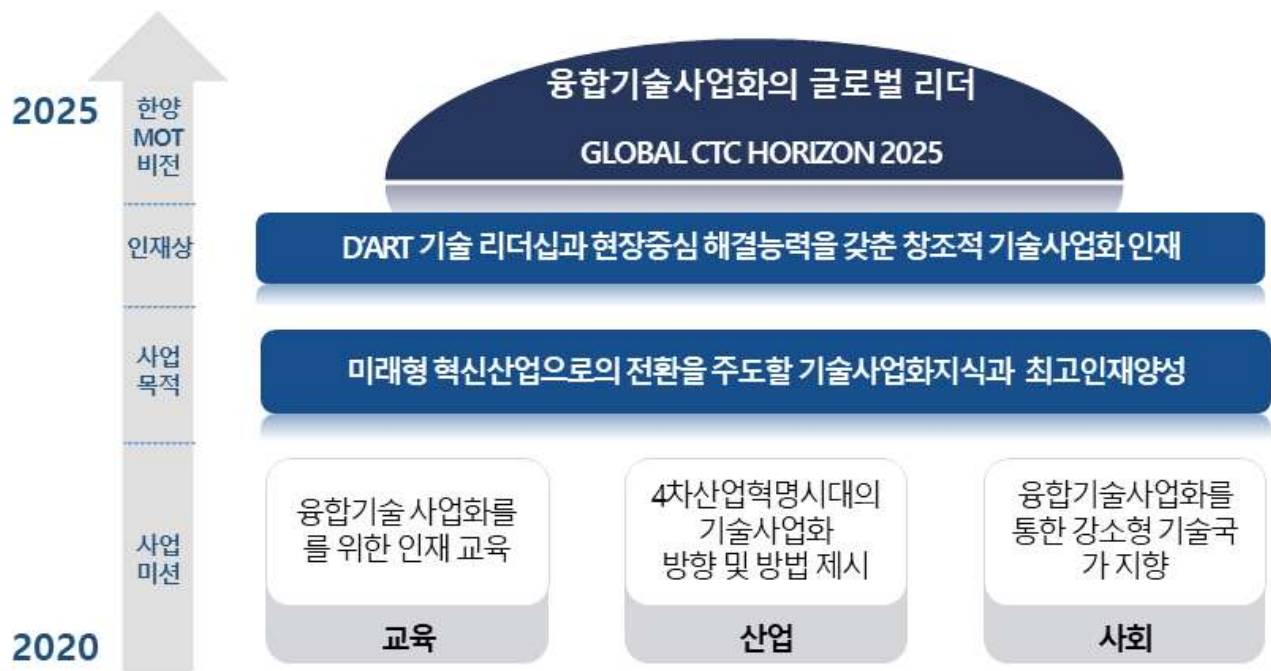 2025
한양
MOT
비전
융합기술사업화의 글로벌 리더
GLOBAL CTC HORIZON 2025
인재상
D'ART 기술 리더십과 현장중심 해결능력을 갖춘 창조적 기술사업화 인재
사업
목적
미래형 혁신산업으로의 전환을 주도할 기술사업화지식과 최고인재양성
사업
미션
융합기술 사업화를
를 위한 인재 교육
교육
4차산업혁명시대의
기술사업화
방향 및 방법 제시
산업
융합기술사업화를
통한 강소형 기술국
가 지향
사회
2020